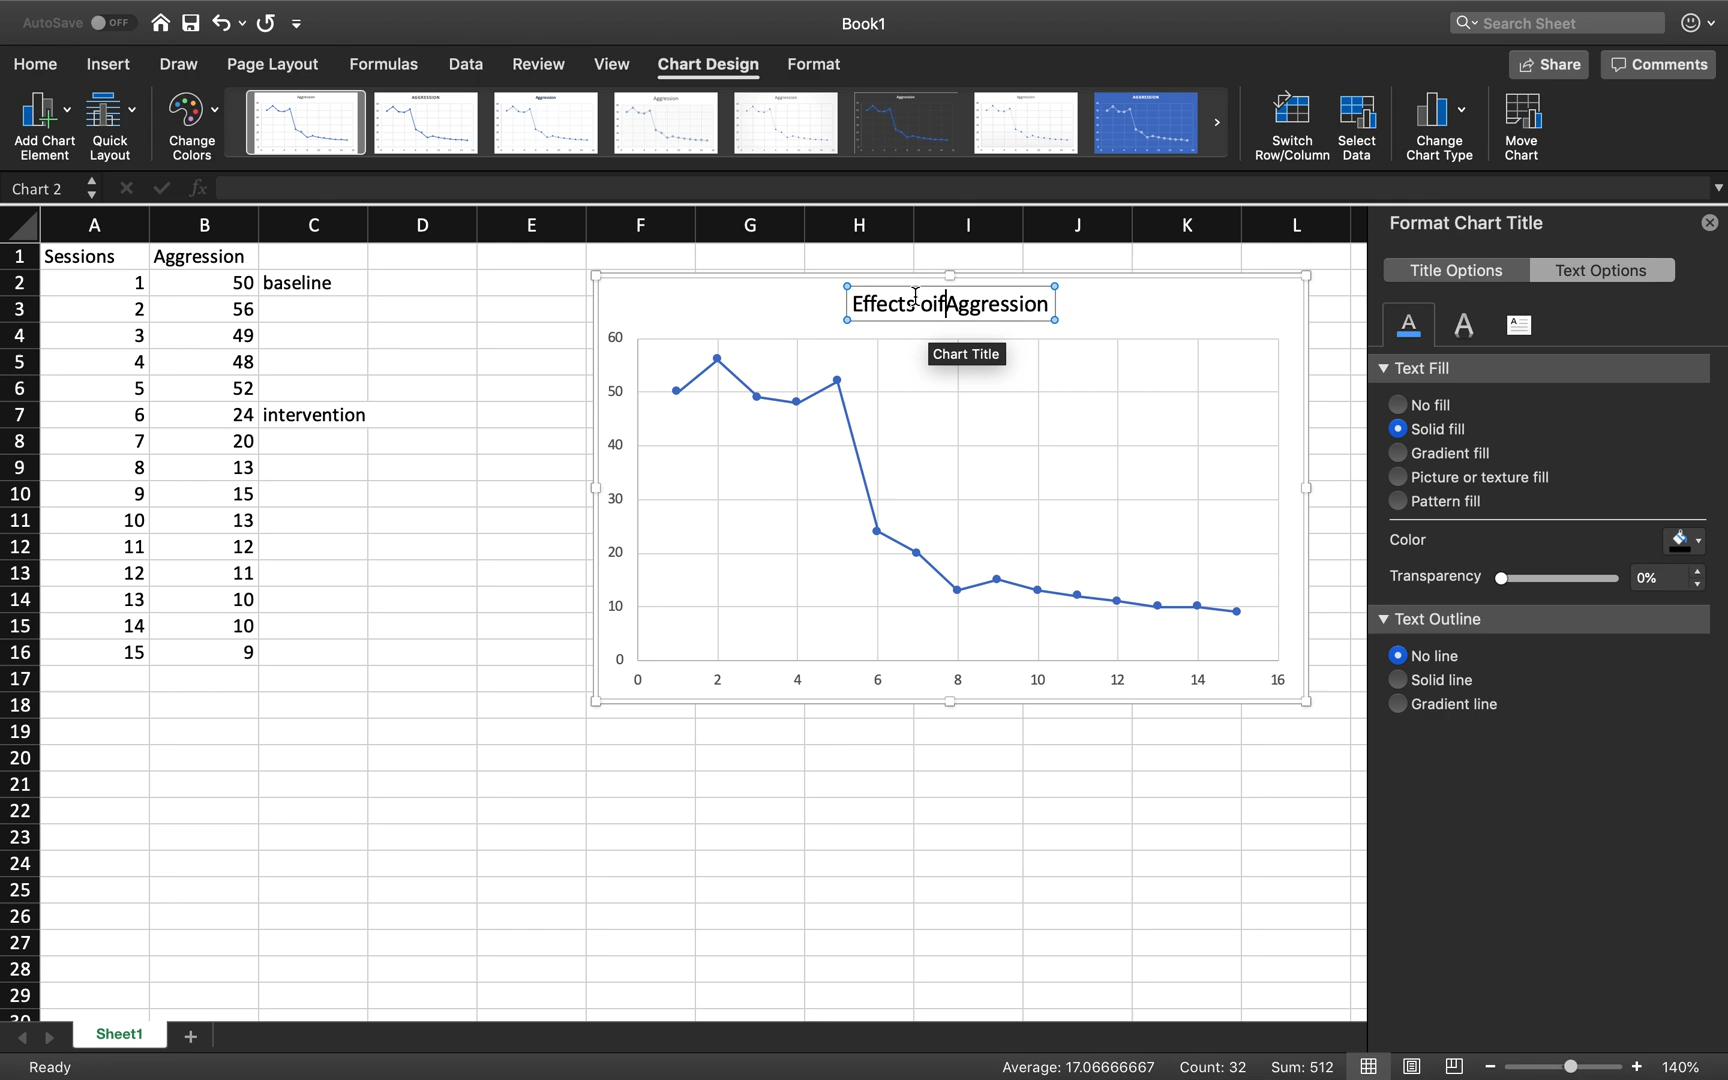 AutoSave OFF
Book1
Search Sheet
Home Insert Draw Page Layout Formulas Data Review View Chart Design Format
Share Comments
Add Chart Element
Quick Layout
Change Colors
Switch Row/Column
Select Data
Change Chart Type
Move Chart
Chart 2
fx
A B C D E F G H I J K L
1 Sessions Aggression
2 1 50 baseline
3 2 56
4 3 49
5 4 48
6 5 52
7 6 24 intervention
8 7 20
9 8 13
10 9 15
11 10 13
12 11 12
13 12 11
14 13 10
15 14 10
16 15 9
17
18
19
20
21
22
23
24
25
26
27
28
29
30
Effects oifAggression
Chart Title
60
50
40
30
20
10
0
0 2 4 6 8 10 12 14 16
Format Chart Title
Title Options Text Options
Text Fill
No fill
Solid fill
Gradient fill
Picture or texture fill
Pattern fill
Color
Transparency 0%
Text Outline
No line
Solid line
Gradient line
Sheet1
Ready
Average: 17.06666667 Count: 32 Sum: 512
140%